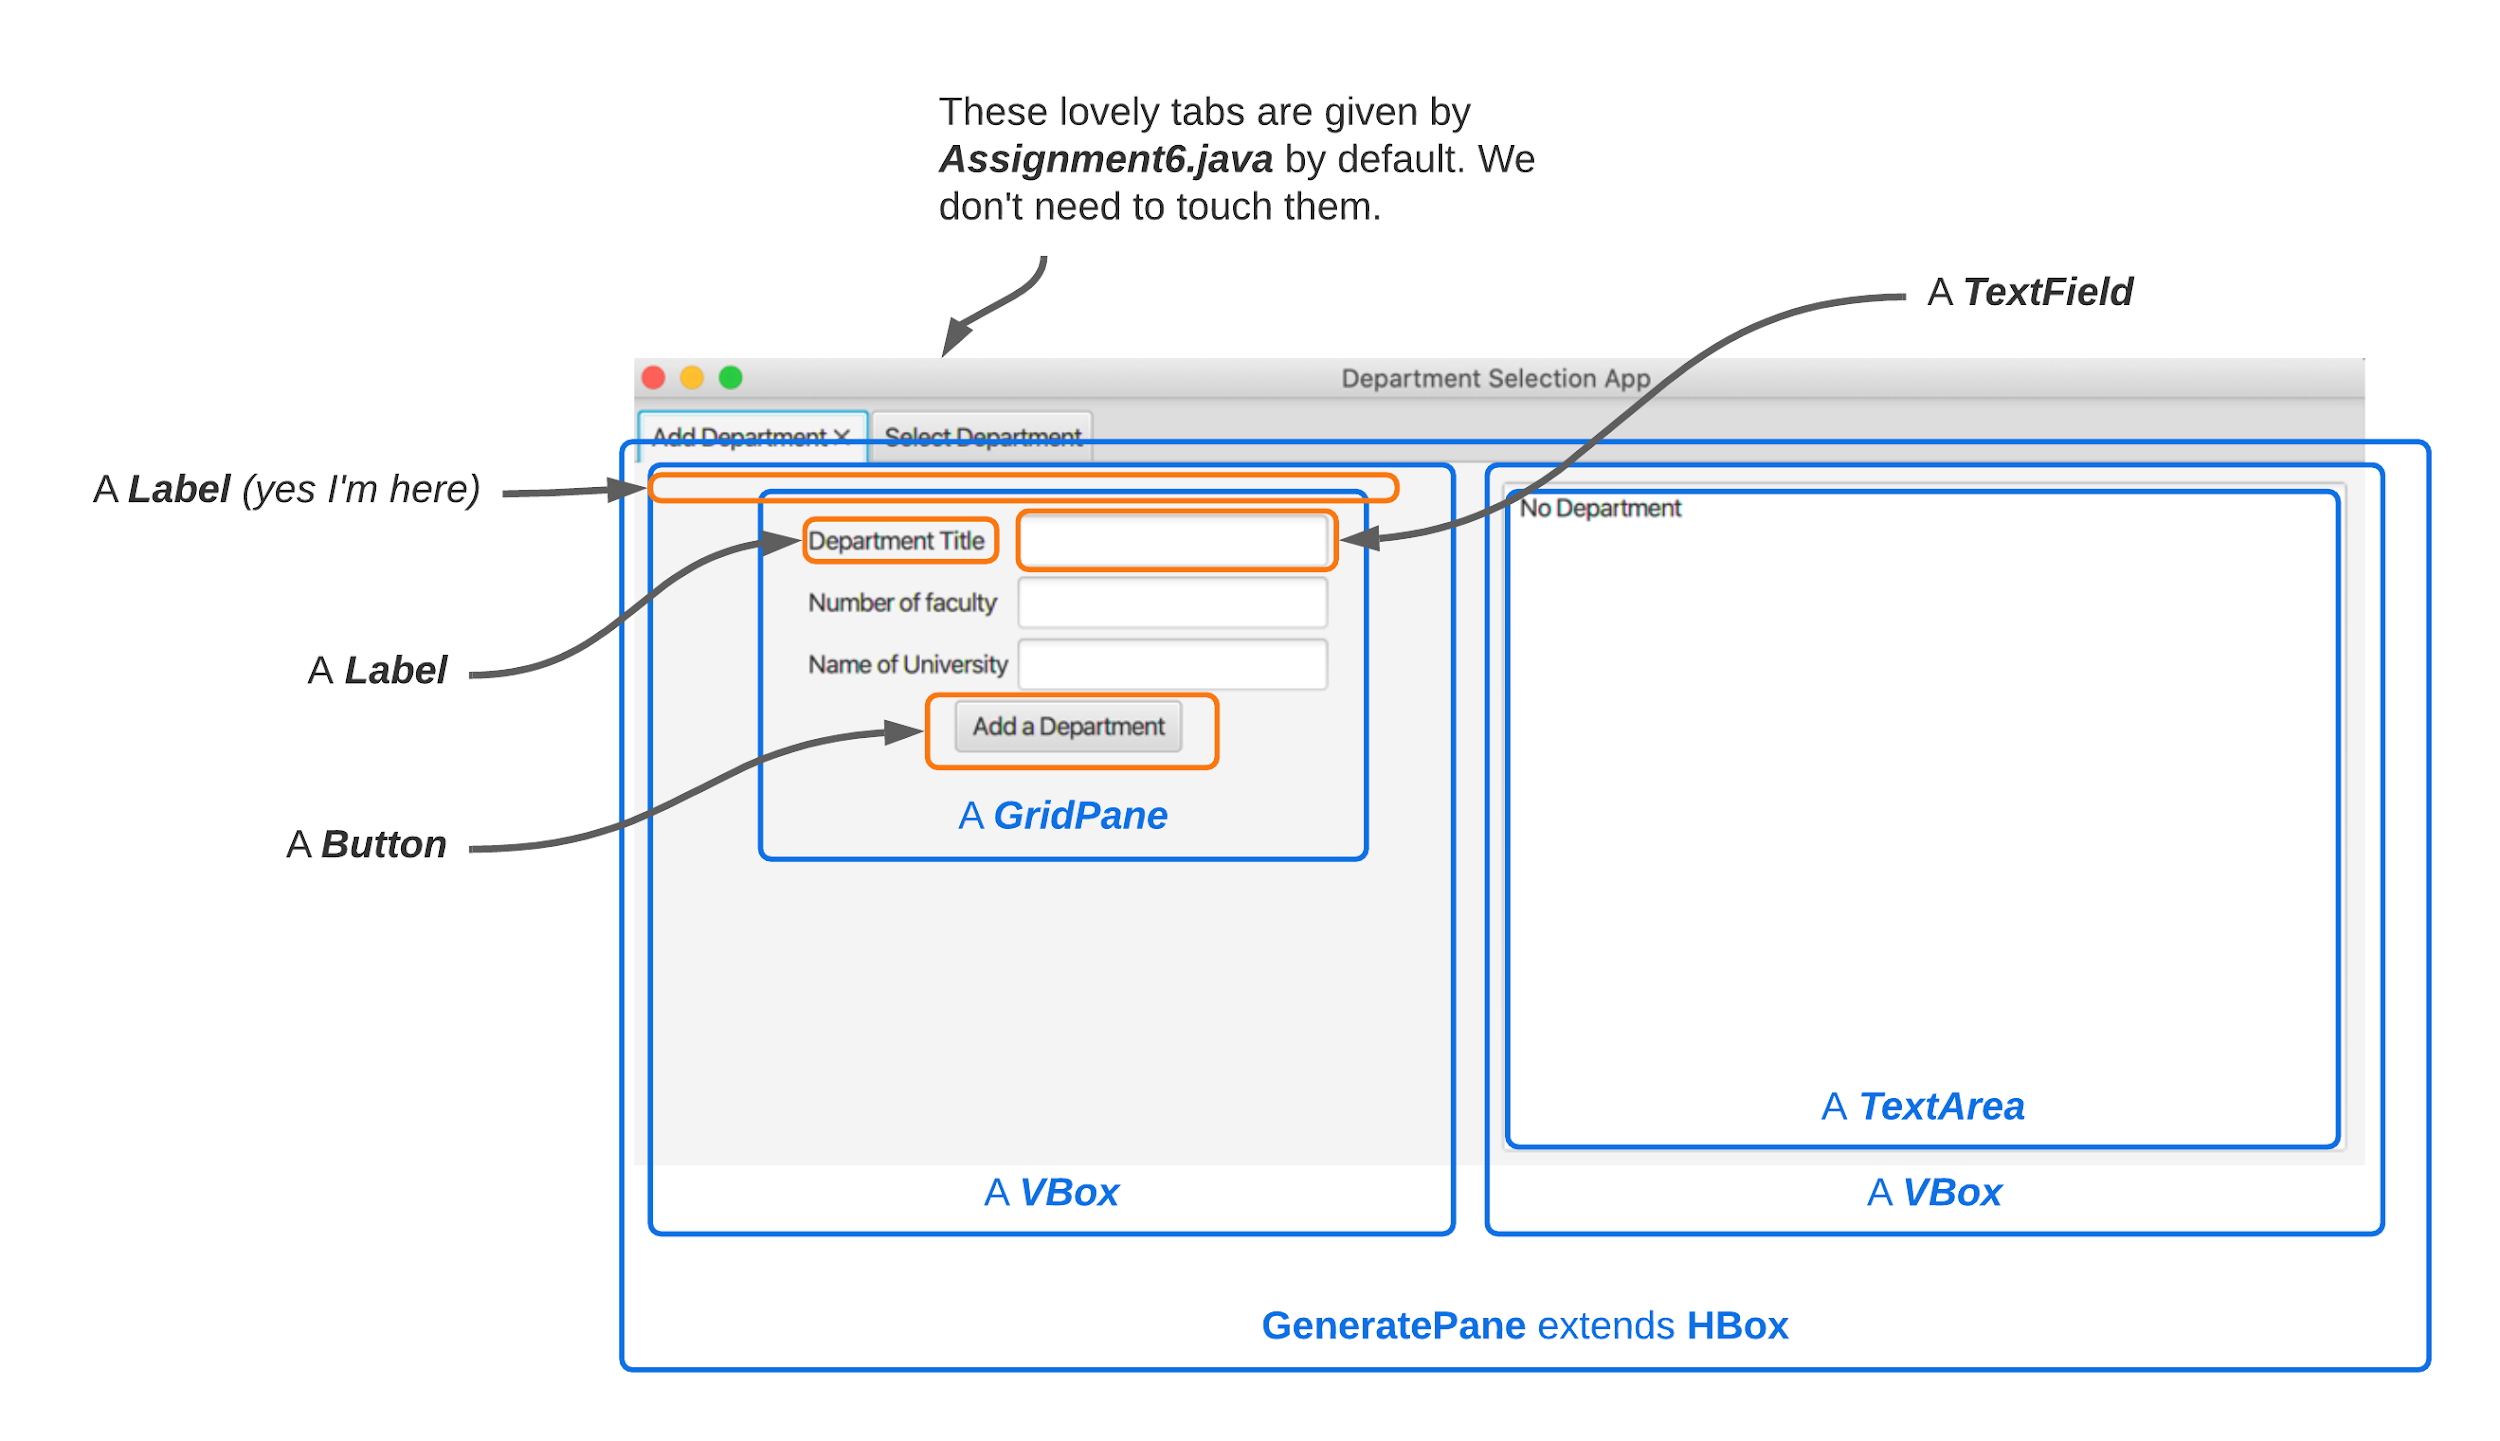 These lovely tabs are given by
Assignment6.java by default. We
don't need to touch them.
A TextField
Department Selection App
Add Department ×
Select Department
A Label (yes I'm here)
No Department
Department Title
Number of faculty
A Label
Name of University
Add a Department
A GridPane
A Button
A TextArea
A VBox
A VBox
GeneratePane extends HBox